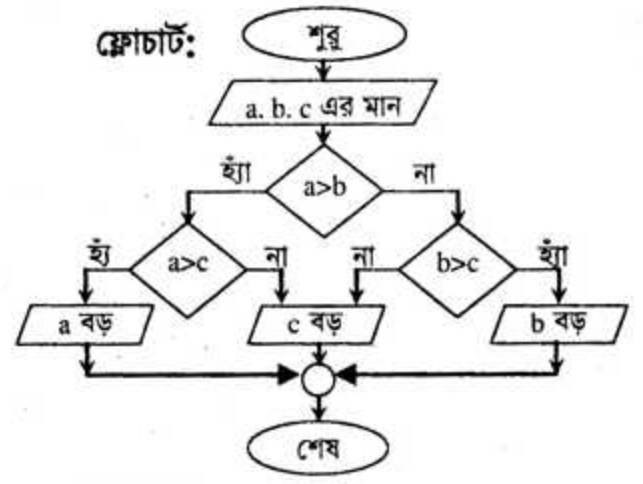 ফ্লোচার্ট:
শুরু
a. b. c এর মান
হ্যাঁ
a>b
না
হ্যঁ
a>c
না
না
b>c
হ্যাঁ
a বড়
c বড়
b বড়
শেষ